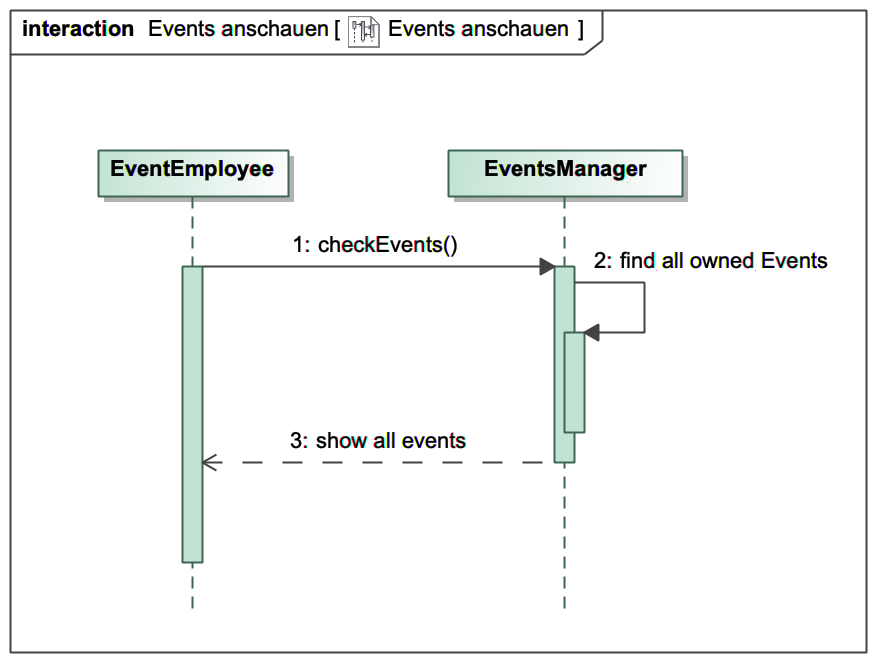 interaction Events anschauen [ Events anschauen ]
EventEmployee
EventsManager
1: checkEvents()
2: find all owned Events
3: show all events